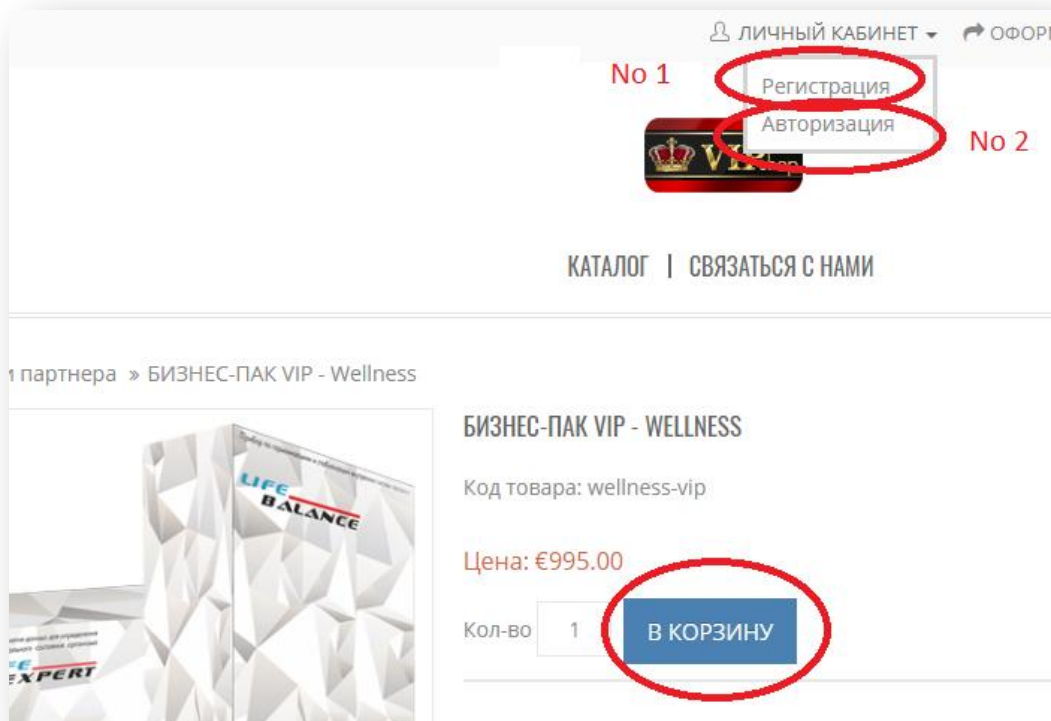 ЛИЧНЫЙ КАБИНЕТ
No 1
Регистрация
Авторизация
No 2
VIP
КАТАЛОГ | СВЯЗАТЬСЯ С НАМИ
партнера » БИЗНЕС-ПАК VIP - Wellness
БИЗНЕС-ПАК VIP - WELLNESS
Код товара: wellness-vip
LIFE
BALANCE
Цена: €995.00
Кол-во 1 В КОРЗИНУ
EXPERT